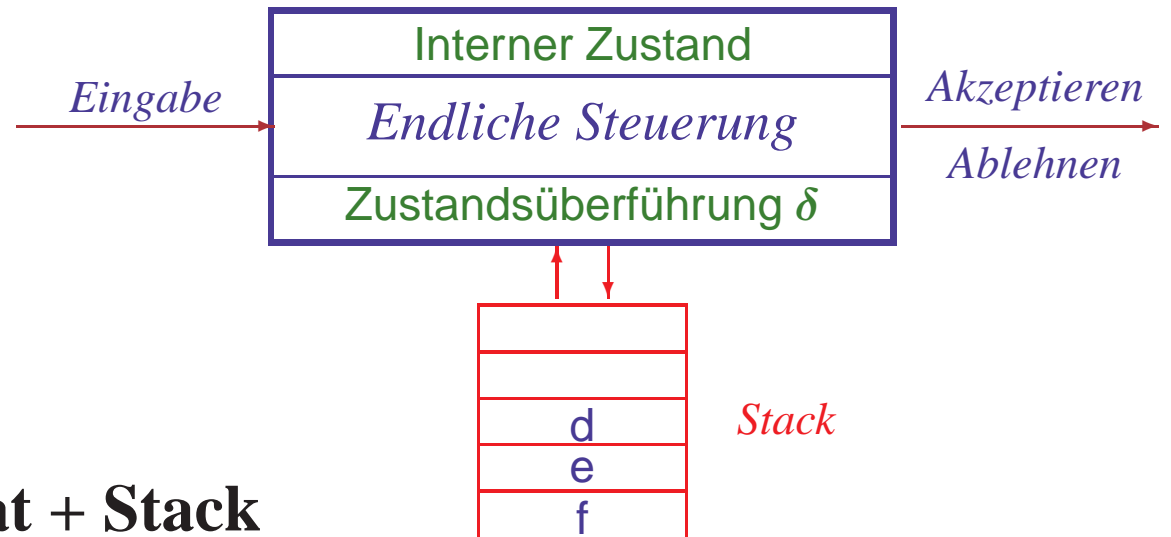 Interner Zustand
Eingabe
Endliche Steuerung
Akzeptieren
Ablehnen
Zustandsüberführung δ
d
Stack
e
f
at + Stack